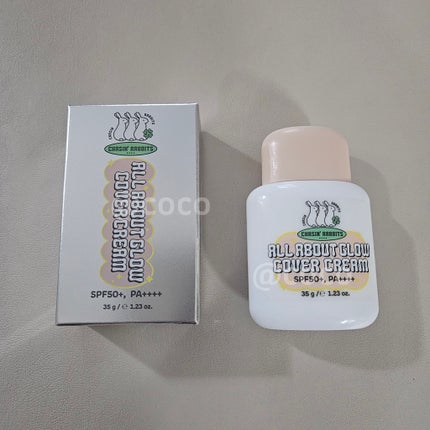 CHASIN' RABBITS
ALL ABOUT GLOW
COVER CREAM
SPF50+, PA++++
35 g / ℮ 1.23 oz.
coco
CHASIN' RABBITS
ALL ABOUT GLOW
COVER CREAM
SPF50+, PA++++
35 g / ℮ 1.23 oz.